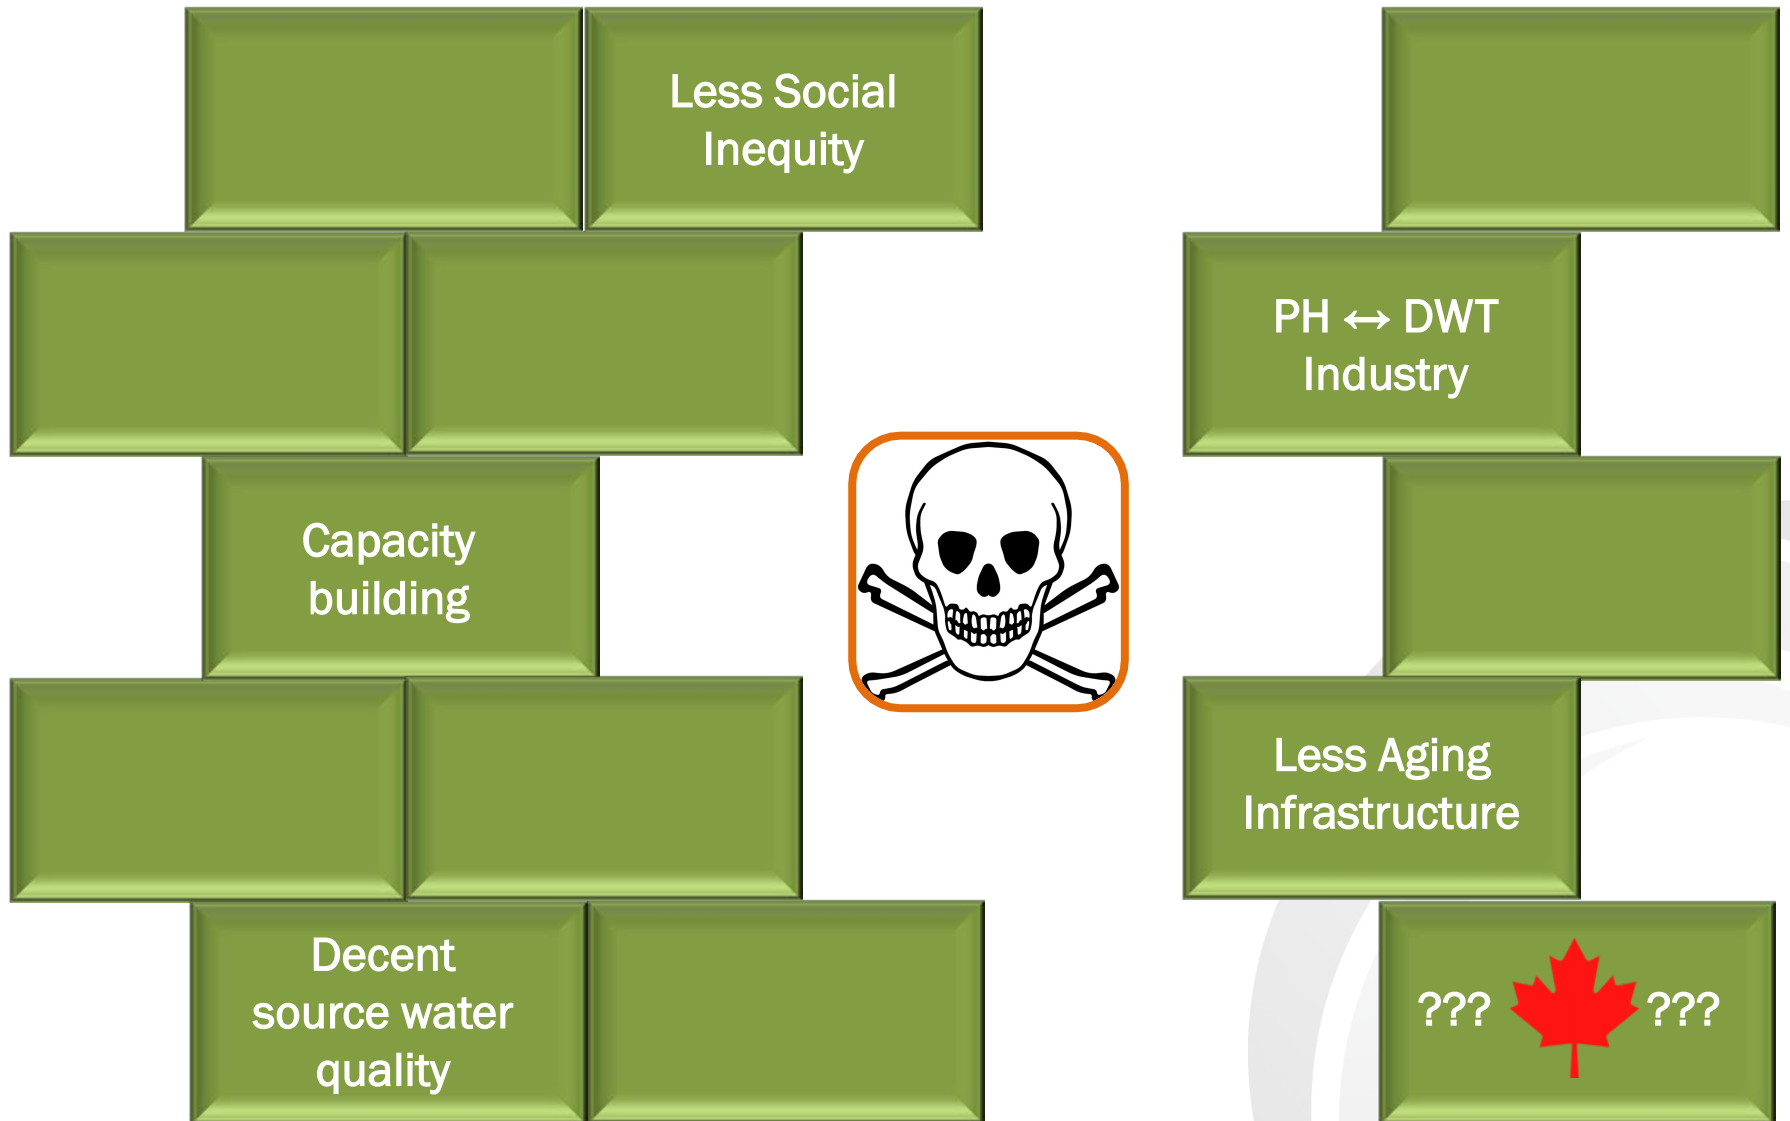 Less Social
Inequity
PH ↔ DWT
Industry
Capacity
building
Less Aging
Infrastructure
Decent
source water
quality
??? ???